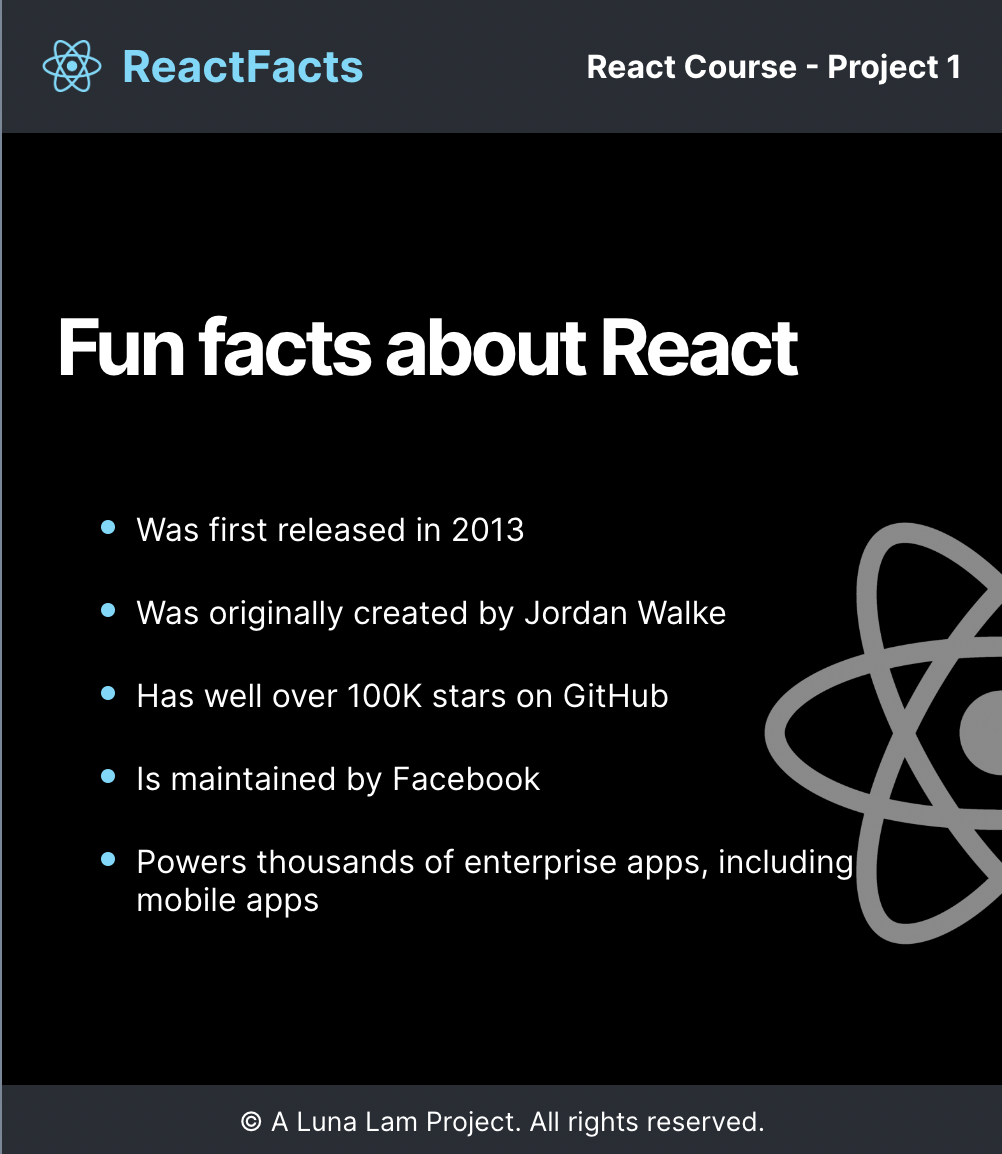 ReactFacts
React Course - Project 1
Fun facts about React
Was first released in 2013
Was originally created by Jordan Walke
Has well over 100K stars on GitHub
Is maintained by Facebook
Powers thousands of enterprise apps, including
mobile apps
© A Luna Lam Project. All rights reserved.